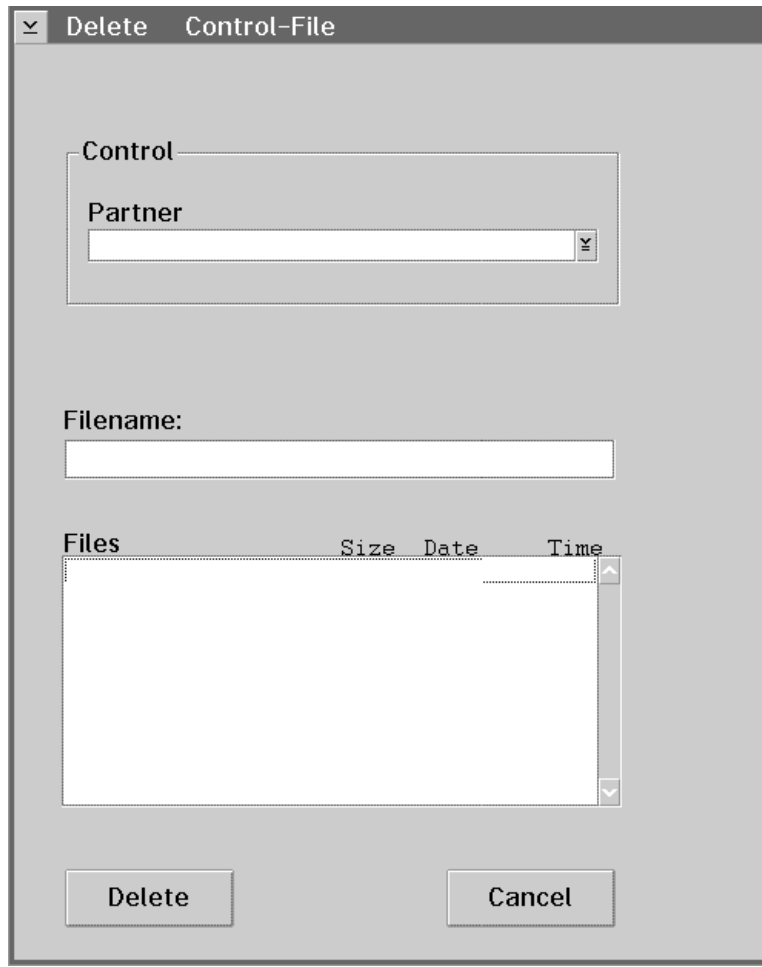 Delete Control-File
Control
Partner
Filename:
Files Size Date Time
Delete Cancel